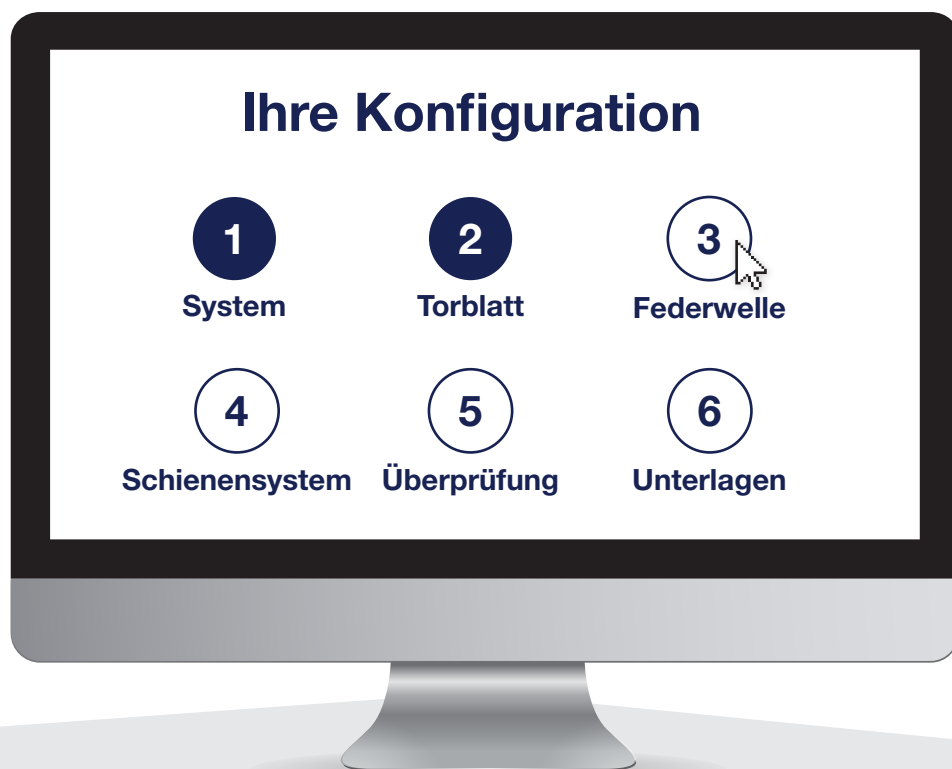 Ihre Konfiguration
1 2 3
System Torblatt Federwelle
4 5 6
Schienensystem Überprüfung Unterlagen